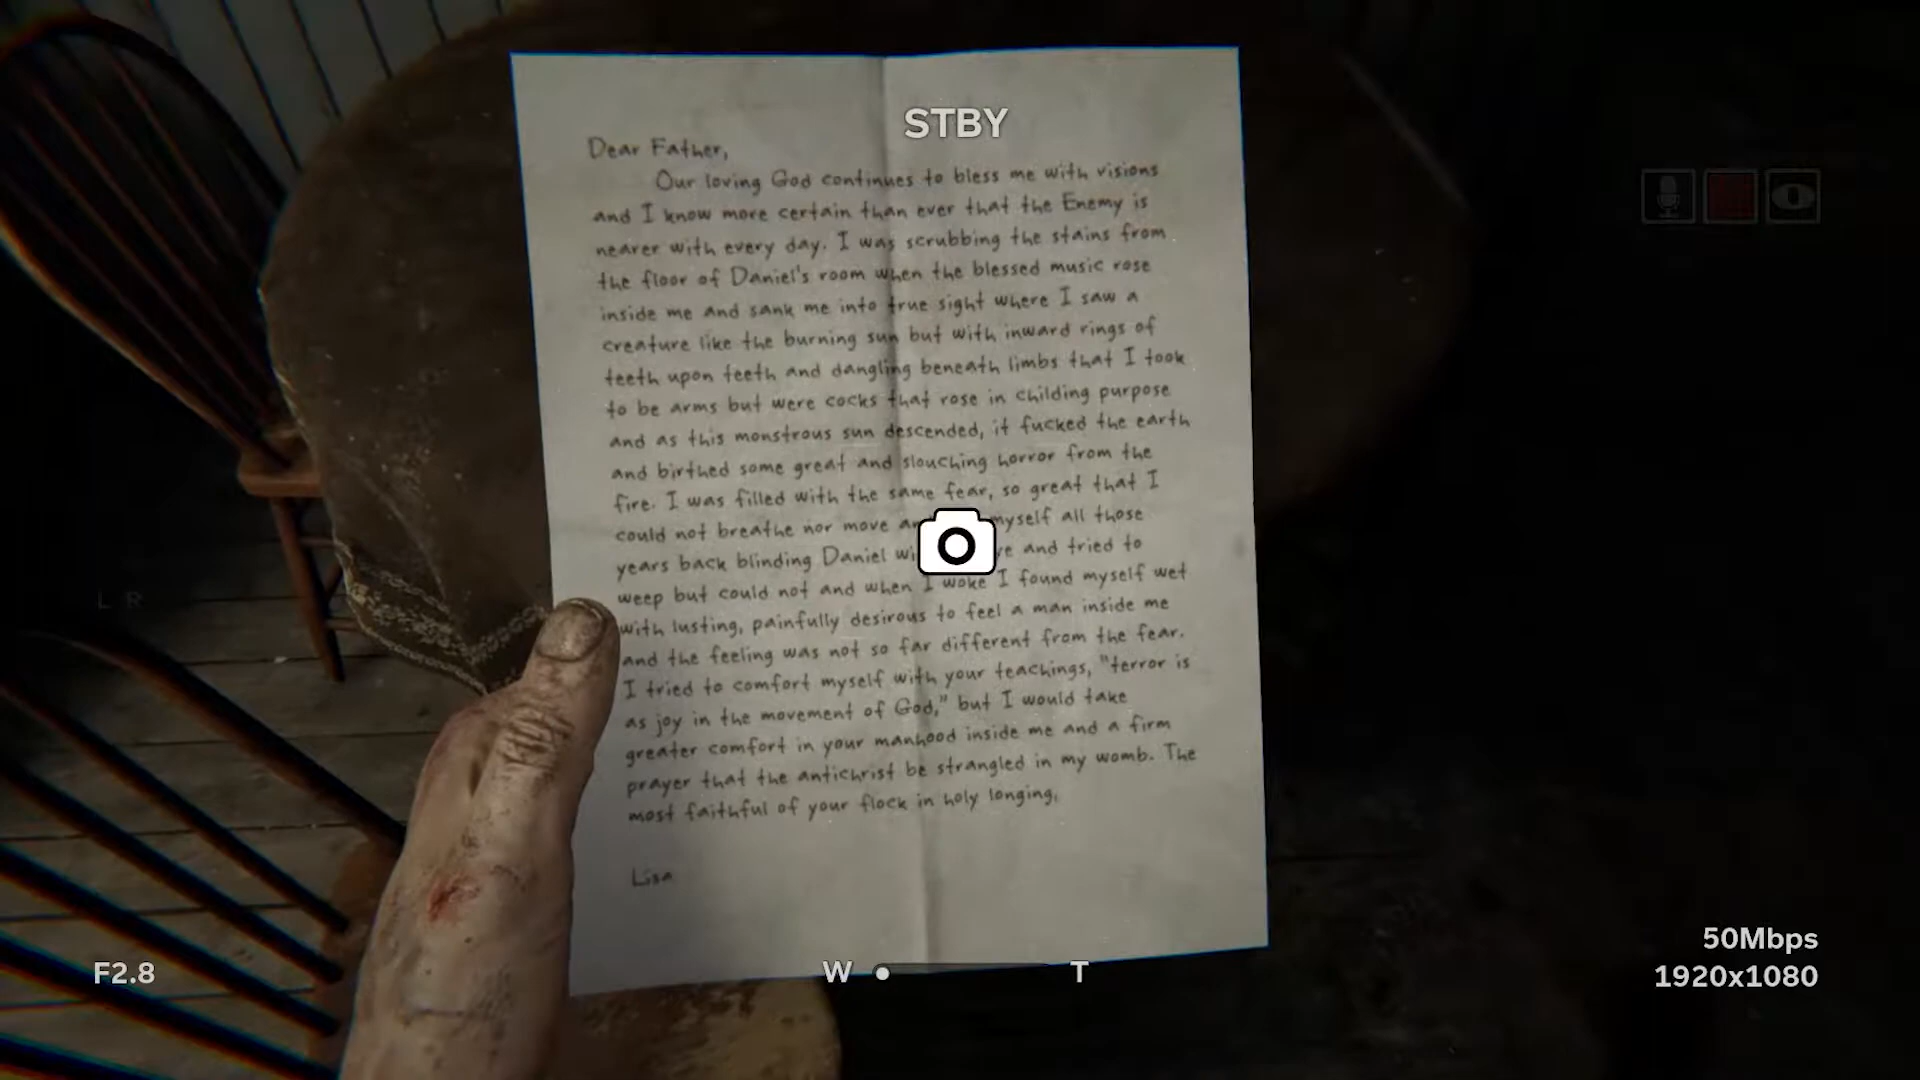 STBY
Dear Father,
Our loving God continues to bless me with visions
and I know more certain than ever that the Enemy is
nearer with every day. I was scrubbing the stains from
the floor of Daniel's room when the blessed music rose
inside me and sank me into true sight where I saw a
creature like the burning sun but with inward rings of
teeth upon teeth and dangling beneath limbs that I took
to be arms but were cocks that rose in childing purpose
and as this monstrous sun descended, it fucked the earth
and birthed some great and slouching horror from the
fire. I was filled with the same fear, so great that I
could not breathe nor move myself all those
years back blinding Daniel and tried to
weep but could not and when I woke I found myself wet
with lusting, painfully desirous to feel a man inside me
and the feeling was not so far different from the fear.
I tried to comfort myself with your teachings, "terror is
as joy in the movement of God," but I would take
greater comfort in your manhood inside me and a firm
prayer that the antichrist be strangled in my womb. The
most faithful of your flock in holy longing,
Lisa
L R
F2.8
W T
50Mbps
1920x1080